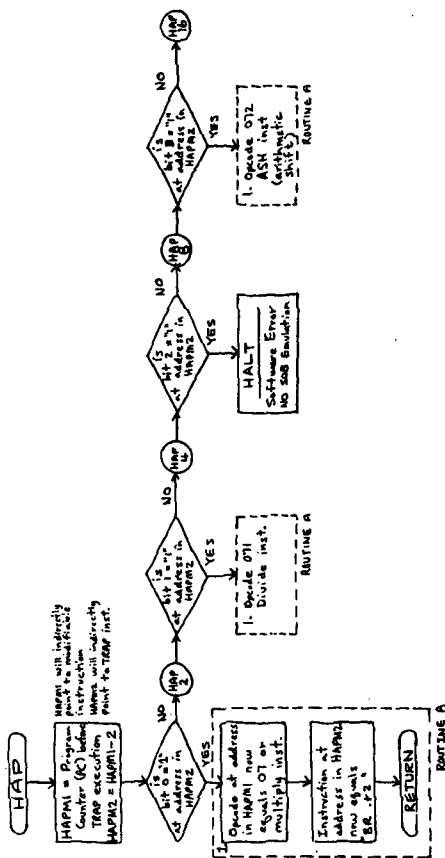 HAP
HAPM1 = Program
Counter (PC) before
TRAP execution
HAPM2 = HAPM1-2
HAPM1 will indirectly
point to modifiable
instruction
HAPM2 will indirectly
point to TRAP inst.
is
bit 0 = "1"
at address in
HAPM2
NO
YES
1.
Opcode at address
in HAPM1 now
equals 07 or
multiply inst.
Instruction at
address in HAPM2
now equals
"BR .+2"
RETURN
ROUTINE A
HAP
2
is
bit 1 = "1"
at address in
HAPM2
NO
YES
1. Opcode 071
Divide inst.
ROUTINE A
HAP
4
is
bit 2 = "1"
at address in
HAPM2
NO
YES
HALT
Software Error
NO SOB Emulation
HAP
8
is
bit 3 = "1"
at address in
HAPM2
NO
YES
1. Opcode 072
ASH inst
(arithmetic
shift)
ROUTINE A
HAP
16